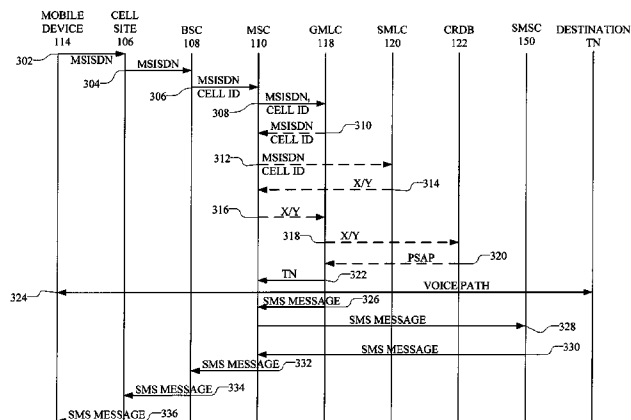 MOBILE DEVICE 114
CELL SITE 106
BSC 108
MSC 110
GMLC 118
SMLC 120
CRDB 122
SMSC 150
DESTINATION TN
302
MSISDN
304
MSISDN
306
MSISDN
CELL ID
308
MSISDN,
CELL ID
310
MSISDN
CELL ID
312
MSISDN
CELL ID
X/Y
314
316
X/Y
318
X/Y
PSAP
320
TN
322
324
VOICE PATH
SMS MESSAGE
326
SMS MESSAGE
328
SMS MESSAGE
330
SMS MESSAGE
332
SMS MESSAGE
334
SMS MESSAGE
336